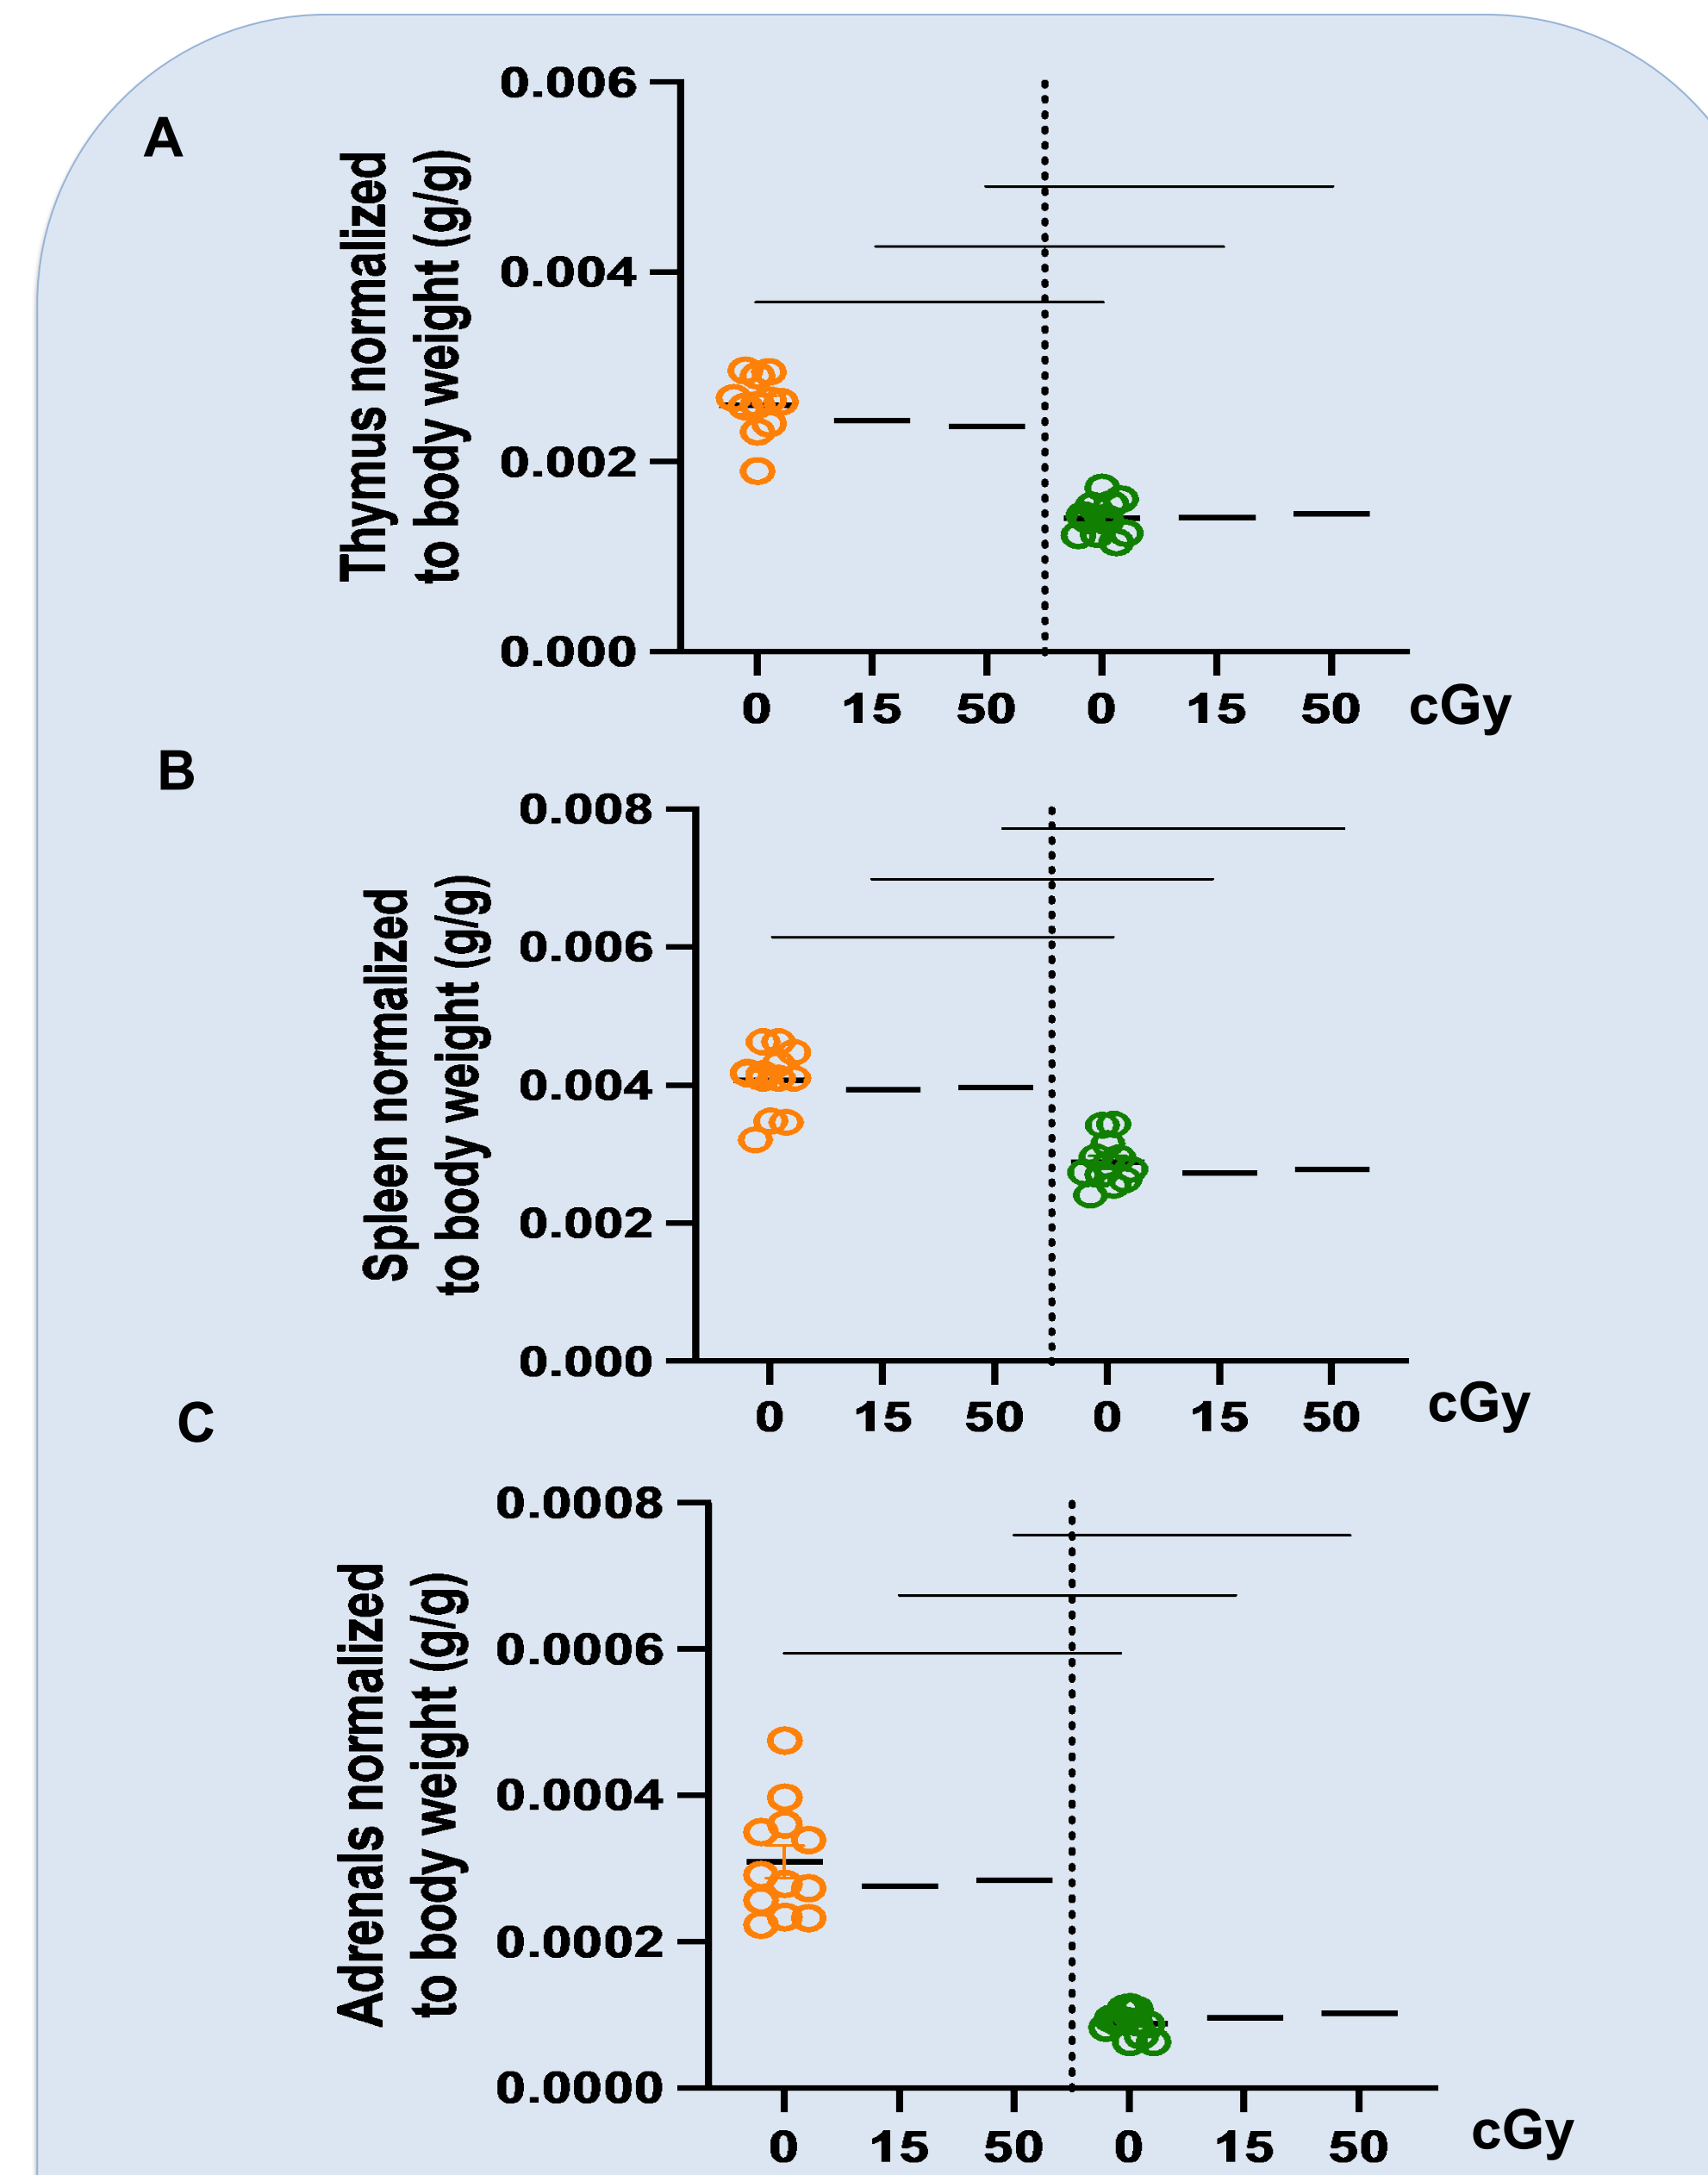 A
Thymus normalized
to body weight (g/g)
0.006
0.004
0.002
0.000
0 15 50 0 15 50 cGy
B
Spleen normalized
to body weight (g/g)
0.008
0.006
0.004
0.002
0.000
0 15 50 0 15 50 cGy
C
Adrenals normalized
to body weight (g/g)
0.0008
0.0006
0.0004
0.0002
0.0000
0 15 50 0 15 50 cGy